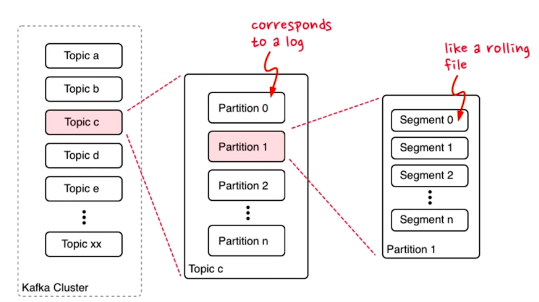 corresponds
to a log
like a rolling
file
Topic a
Topic b
Topic c
Topic d
Topic e
Topic xx
Kafka Cluster
Partition 0
Partition 1
Partition 2
Partition n
Topic c
Segment 0
Segment 1
Segment 2
Segment n
Partition 1